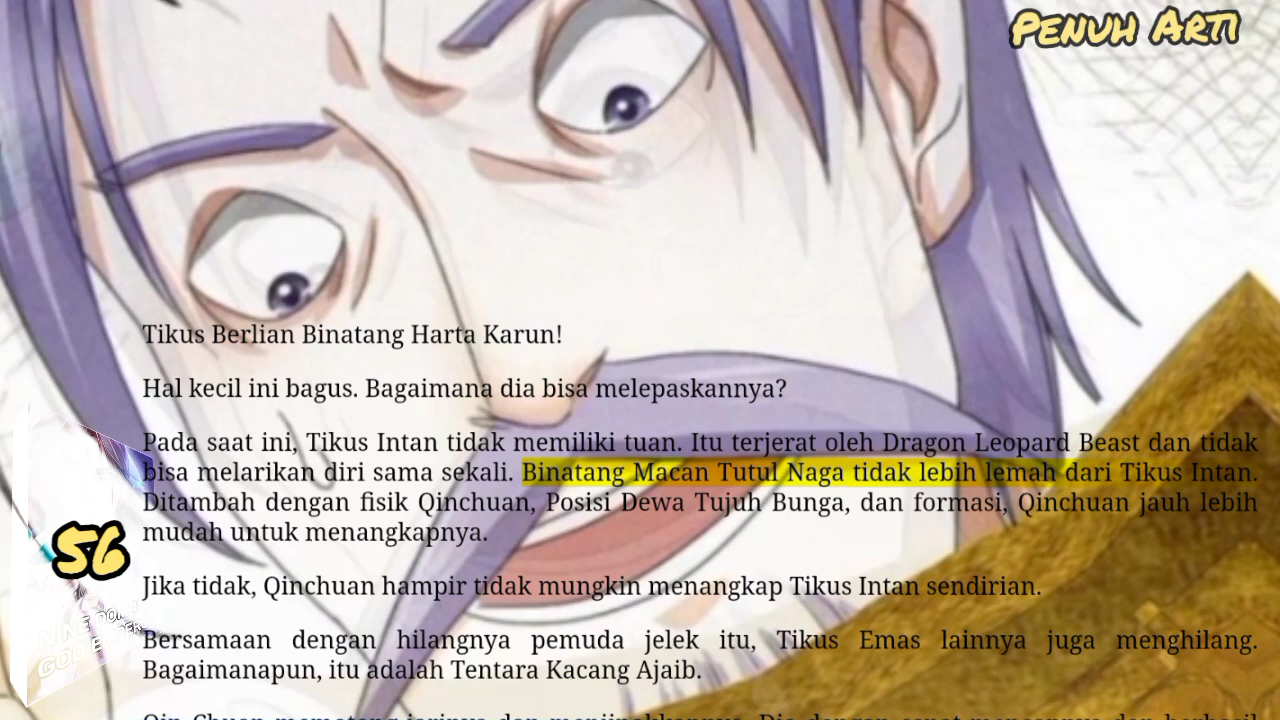 Penuh Arti
Tikus Berlian Binatang Harta Karun!
Hal kecil ini bagus. Bagaimana dia bisa melepaskannya?
Pada saat ini, Tikus Intan tidak memiliki tuan. Itu terjerat oleh Dragon Leopard Beast dan tidak
bisa melarikan diri sama sekali. Binatang Macan Tutul Naga tidak lebih lemah dari Tikus Intan.
Ditambah dengan fisik Qinchuan, Posisi Dewa Tujuh Bunga, dan formasi, Qinchuan jauh lebih
mudah untuk menangkapnya.
56
Jika tidak, Qinchuan hampir tidak mungkin menangkap Tikus Intan sendirian.
Bersamaan dengan hilangnya pemuda jelek itu, Tikus Emas lainnya juga menghilang.
Bagaimanapun, itu adalah Tentara Kacang Ajaib.